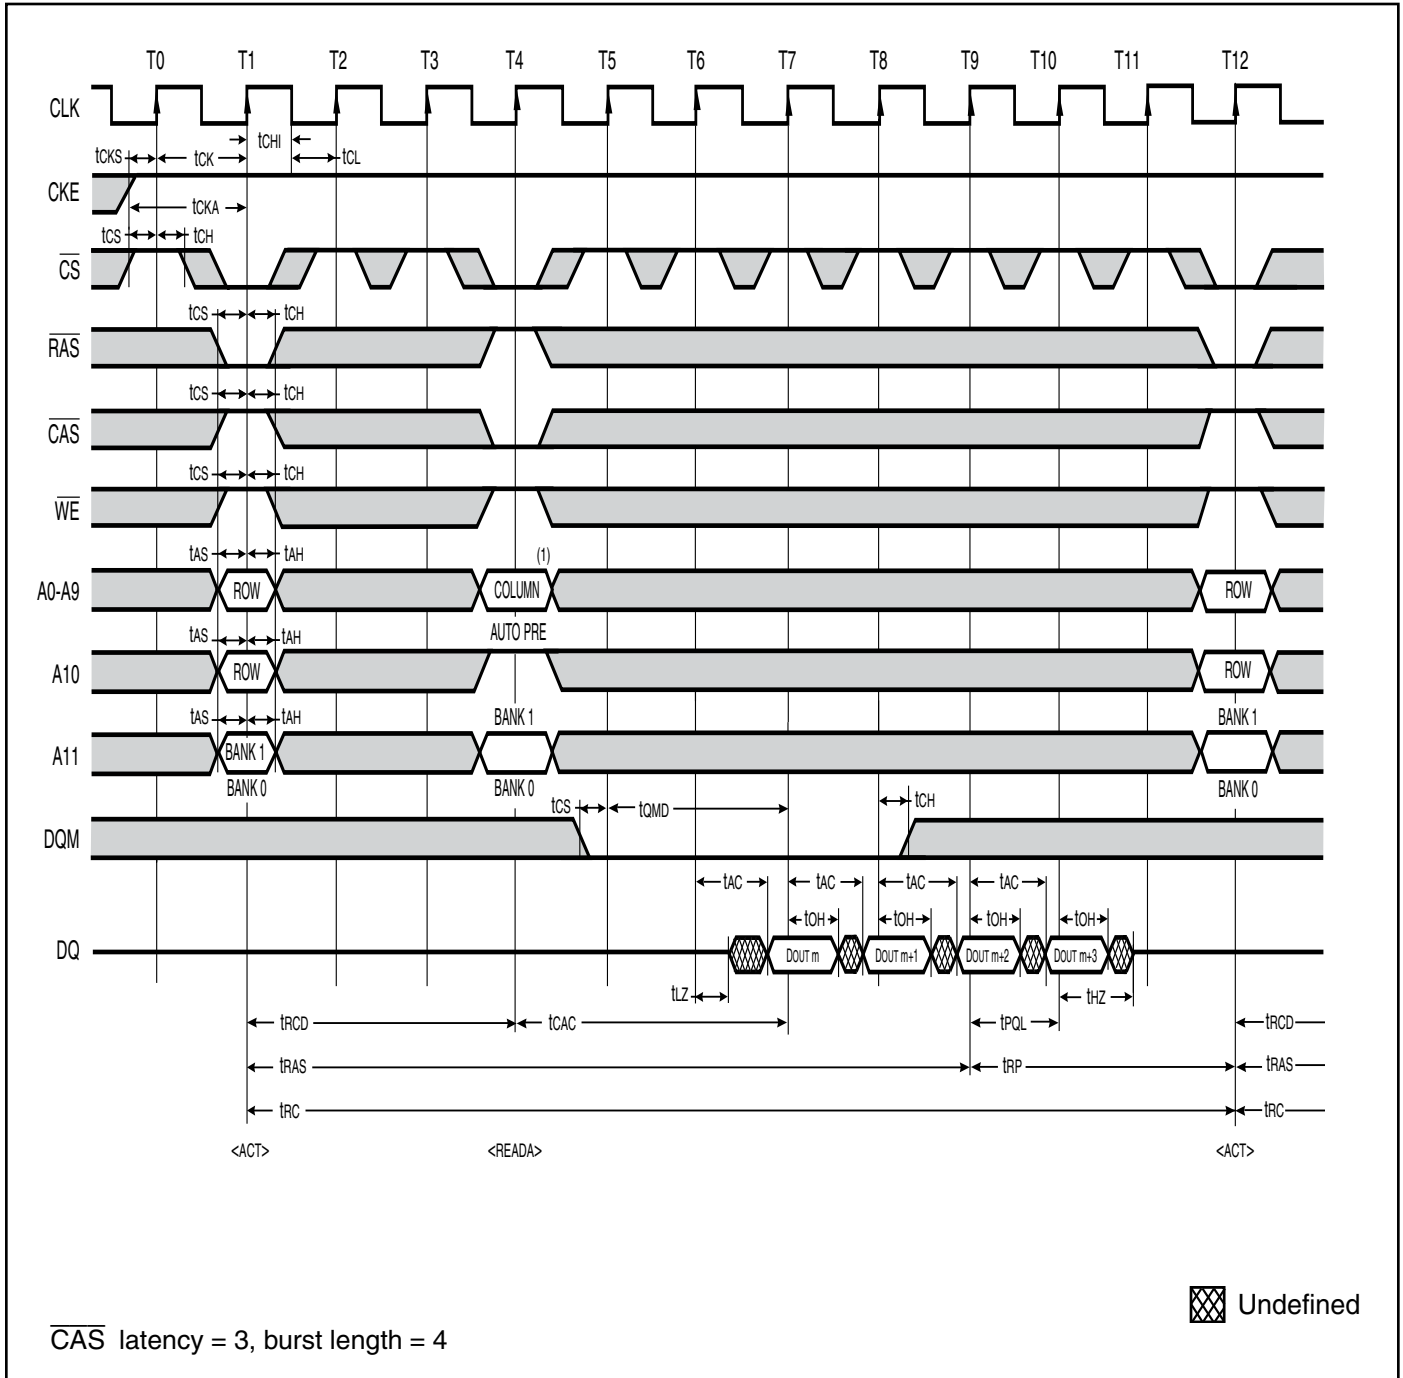 T0 T1 T2 T3 T4 T5 T6 T7 T8 T9 T10 T11 T12
CLK
tCHI
tCKS tCK tCL
CKE
tCKA
tCS tCH
CS
tCS tCH
RAS
tCS tCH
CAS
tCS tCH
WE
tAS tAH (1)
A0-A9 ROW COLUMN ROW
tAS tAH AUTO PRE
A10 ROW ROW
tAS tAH BANK 1 BANK 1
A11 BANK 1
BANK 0 BANK 0 BANK 0
tCS tQMD tCH
DQM
tAC tAC tAC tAC
tOH tOH tOH tOH
DQ DOUT m DOUT m+1 DOUT m+2 DOUT m+3
tLZ tHZ
tRCD tCAC tPQL tRCD
tRAS tRP tRAS
tRC tRC
<ACT> <READA> <ACT>
Undefined
CAS latency = 3, burst length = 4